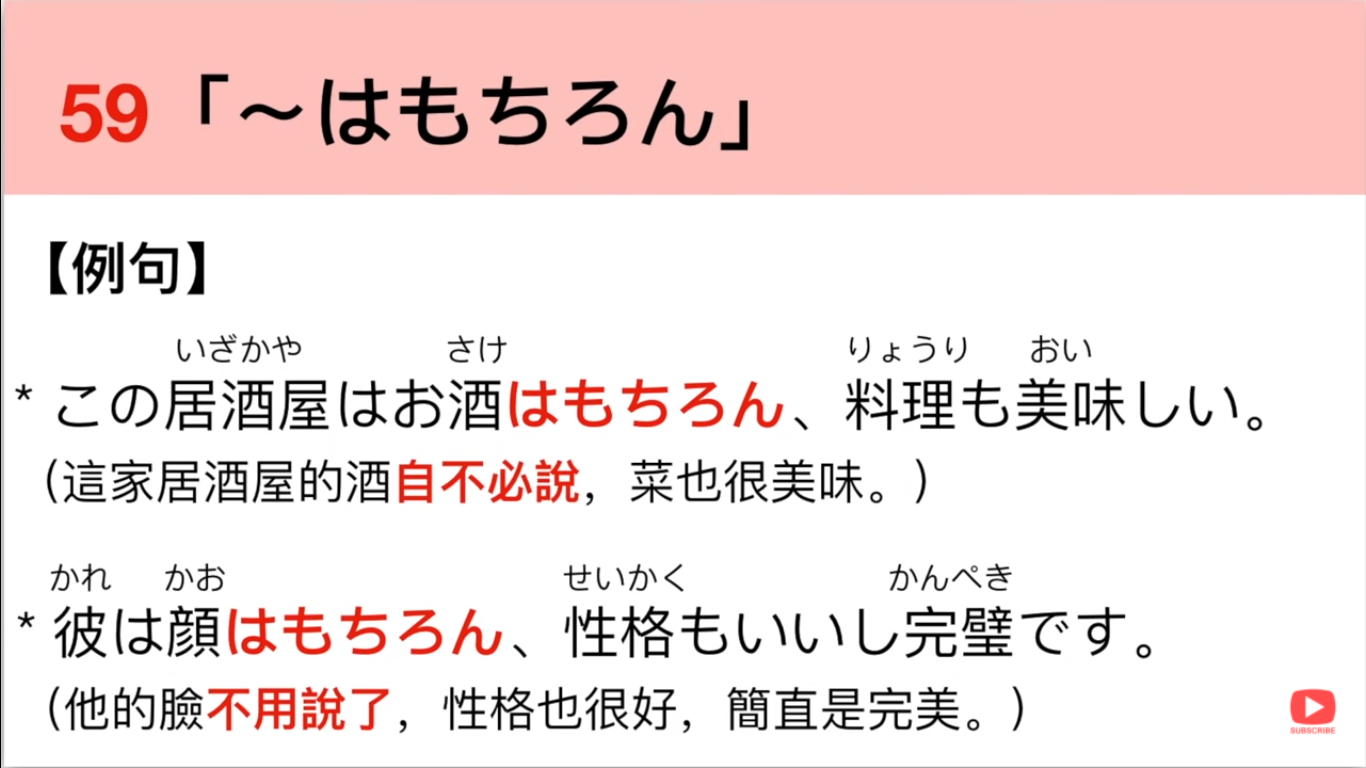 59「～はもちろん」
【例句】
いざかや さけ りょうり おい
* この居酒屋はお酒はもちろん、料理も美味しい。
（這家居酒屋的酒自不必說，菜也很美味。）
かれ かお せいかく かんぺき
* 彼は顔はもちろん、性格もいいし完璧です。
（他的臉不用說了，性格也很好，簡直是完美。）
SUBSCRIBE